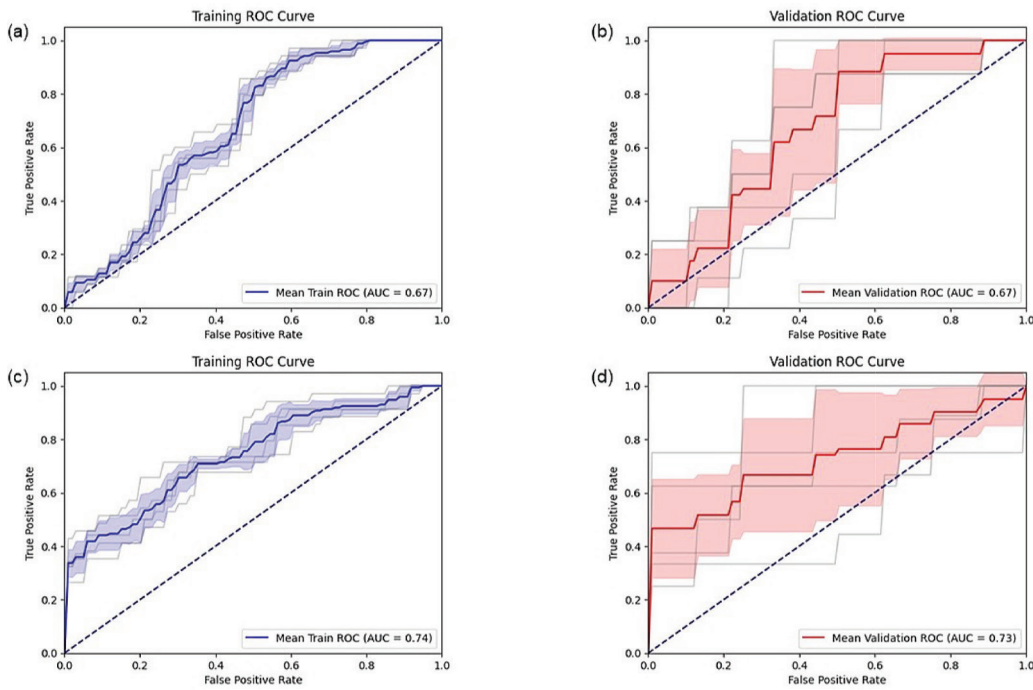 (a)
Training ROC Curve
1.0
0.8
0.6
0.4
0.2
0.0
True Positive Rate
Mean Train ROC (AUC = 0.67)
0.0 0.2 0.4 0.6 0.8 1.0
False Positive Rate
(b)
Validation ROC Curve
1.0
0.8
0.6
0.4
0.2
0.0
True Positive Rate
Mean Validation ROC (AUC = 0.67)
0.0 0.2 0.4 0.6 0.8 1.0
False Positive Rate
(c)
Training ROC Curve
1.0
0.8
0.6
0.4
0.2
0.0
True Positive Rate
Mean Train ROC (AUC = 0.74)
0.0 0.2 0.4 0.6 0.8 1.0
False Positive Rate
(d)
Validation ROC Curve
1.0
0.8
0.6
0.4
0.2
0.0
True Positive Rate
Mean Validation ROC (AUC = 0.73)
0.0 0.2 0.4 0.6 0.8 1.0
False Positive Rate